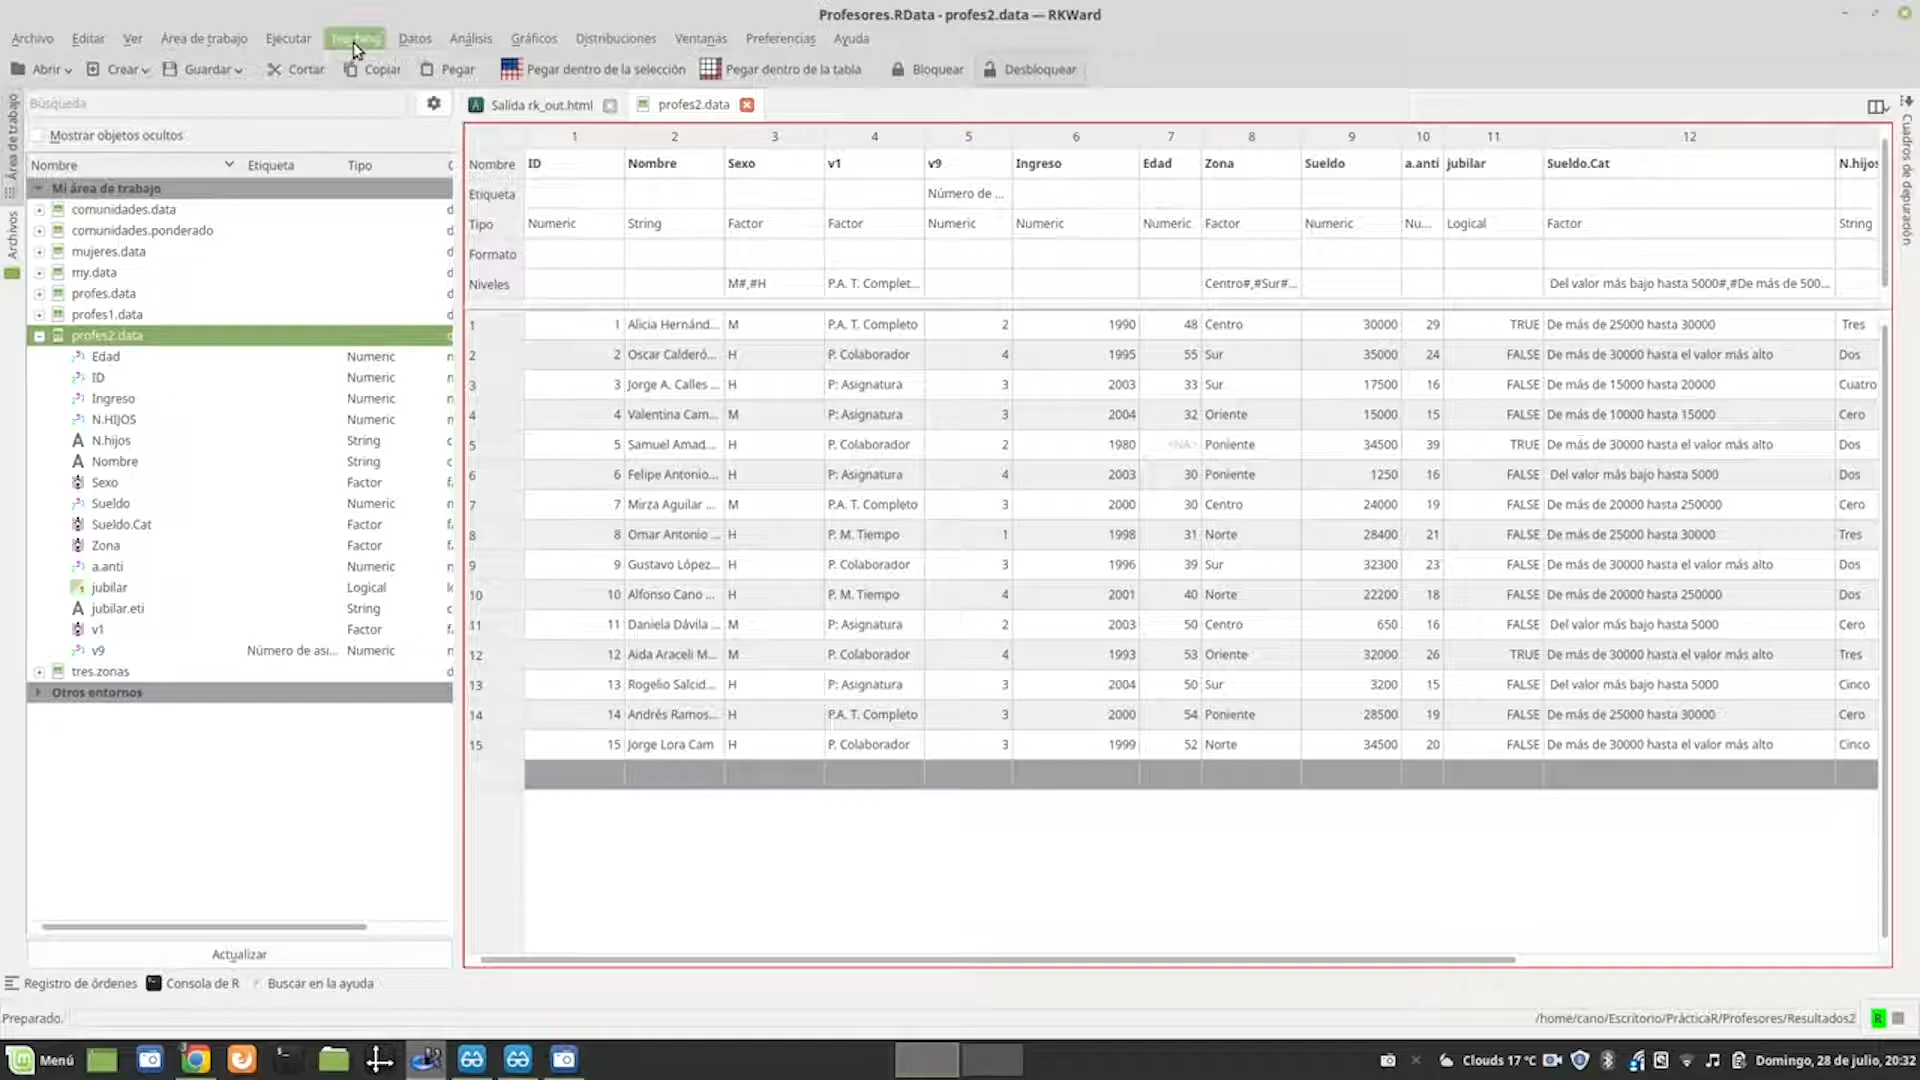 Profesores.RData - profes2.data — RKWard
Archivo Editar Ver Área de trabajo Ejecutar Teaching Datos Análisis Gráficos Distribuciones Ventanas Preferencias Ayuda
Abrir Crear Guardar Cortar Copiar Pegar Pegar dentro de la selección Pegar dentro de la tabla Bloquear Desbloquear
Área de trabajo
Archivos
Búsqueda
Mostrar objetos ocultos
Nombre Etiqueta Tipo C
Mi área de trabajo
comunidades.data d
comunidades.ponderado d
mujeres.data d
my.data d
profes.data d
profes1.data d
profes2.data d
Edad Numeric n
ID Numeric n
Ingreso Numeric n
N.HIJOS Numeric n
N.hijos String c
Nombre String c
Sexo Factor f.
Sueldo Numeric n
Sueldo.Cat Factor f.
Zona Factor f.
a.anti Numeric n
jubilar Logical l
jubilar.eti String c
v1 Factor f.
v9 Número de asi... Numeric n
tres.zonas d
Otros entornos
Actualizar
Salida rk_out.html profes2.data
1 2 3 4 5 6 7 8 9 10 11 12
Nombre ID Nombre Sexo v1 v9 Ingreso Edad Zona Sueldo a.anti jubilar Sueldo.Cat N.hijos
Etiqueta Número de ...
Tipo Numeric String Factor Factor Numeric Numeric Numeric Factor Numeric Nu... Logical Factor String
Formato
Niveles M#,#H P.A. T. Complet... Centro#,#Sur#... Del valor más bajo hasta 5000#,#De más de 500...
1 1 Alicia Hernánd... M P.A. T. Completo 2 1990 48 Centro 30000 29 TRUE De más de 25000 hasta 30000 Tres
2 2 Oscar Calderó... H P. Colaborador 4 1995 55 Sur 35000 24 FALSE De más de 30000 hasta el valor más alto Dos
3 3 Jorge A. Calles ... H P: Asignatura 3 2003 33 Sur 17500 16 FALSE De más de 15000 hasta 20000 Cuatro
4 4 Valentina Cam... M P: Asignatura 3 2004 32 Oriente 15000 15 FALSE De más de 10000 hasta 15000 Cero
5 5 Samuel Amad... H P. Colaborador 2 1980 <NA> Poniente 34500 39 TRUE De más de 30000 hasta el valor más alto Dos
6 6 Felipe Antonio... H P: Asignatura 4 2003 30 Poniente 1250 16 FALSE Del valor más bajo hasta 5000 Dos
7 7 Mirza Aguilar ... M P.A. T. Completo 3 2000 30 Centro 24000 19 FALSE De más de 20000 hasta 250000 Cero
8 8 Omar Antonio ... H P. M. Tiempo 1 1998 31 Norte 28400 21 FALSE De más de 25000 hasta 30000 Tres
9 9 Gustavo López... H P. Colaborador 3 1996 39 Sur 32300 23 FALSE De más de 30000 hasta el valor más alto Dos
10 10 Alfonso Cano ... H P. M. Tiempo 4 2001 40 Norte 22200 18 FALSE De más de 20000 hasta 250000 Dos
11 11 Daniela Dávila ... M P: Asignatura 2 2003 50 Centro 650 16 FALSE Del valor más bajo hasta 5000 Cero
12 12 Aida Araceli M... M P. Colaborador 4 1993 53 Oriente 32000 26 TRUE De más de 30000 hasta el valor más alto Tres
13 13 Rogelio Salcid... H P: Asignatura 3 2004 50 Sur 3200 15 FALSE Del valor más bajo hasta 5000 Cinco
14 14 Andrés Ramos... H P.A. T. Completo 3 2000 54 Poniente 28500 19 FALSE De más de 25000 hasta 30000 Cero
15 15 Jorge Lora Cam H P. Colaborador 3 1999 52 Norte 34500 20 FALSE De más de 30000 hasta el valor más alto Cinco
Cuadros de depuración
Registro de órdenes Consola de R Buscar en la ayuda
Preparado. /home/cano/Escritorio/PrácticaR/Profesores/Resultados2 R
Menú Clouds 17 °C Domingo, 28 de julio, 20:32